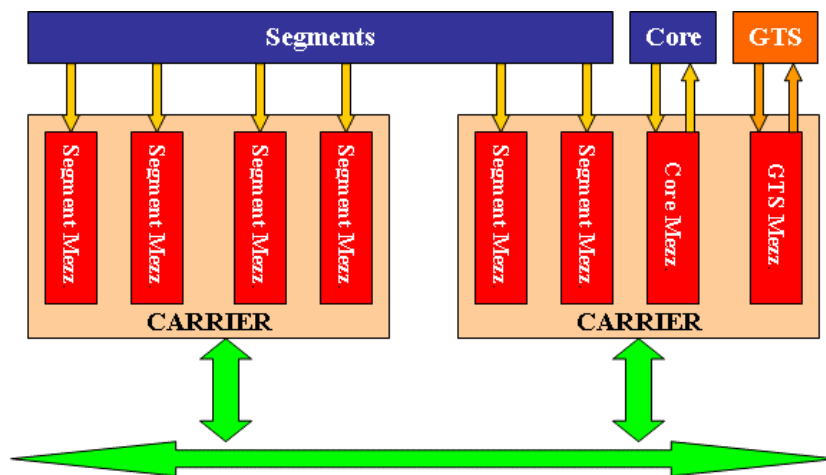 Segments
Core
GTS
Segment Mezz.
Segment Mezz.
Segment Mezz.
Segment Mezz.
Segment Mezz.
Segment Mezz.
Core Mezz.
GTS Mezz.
CARRIER
CARRIER